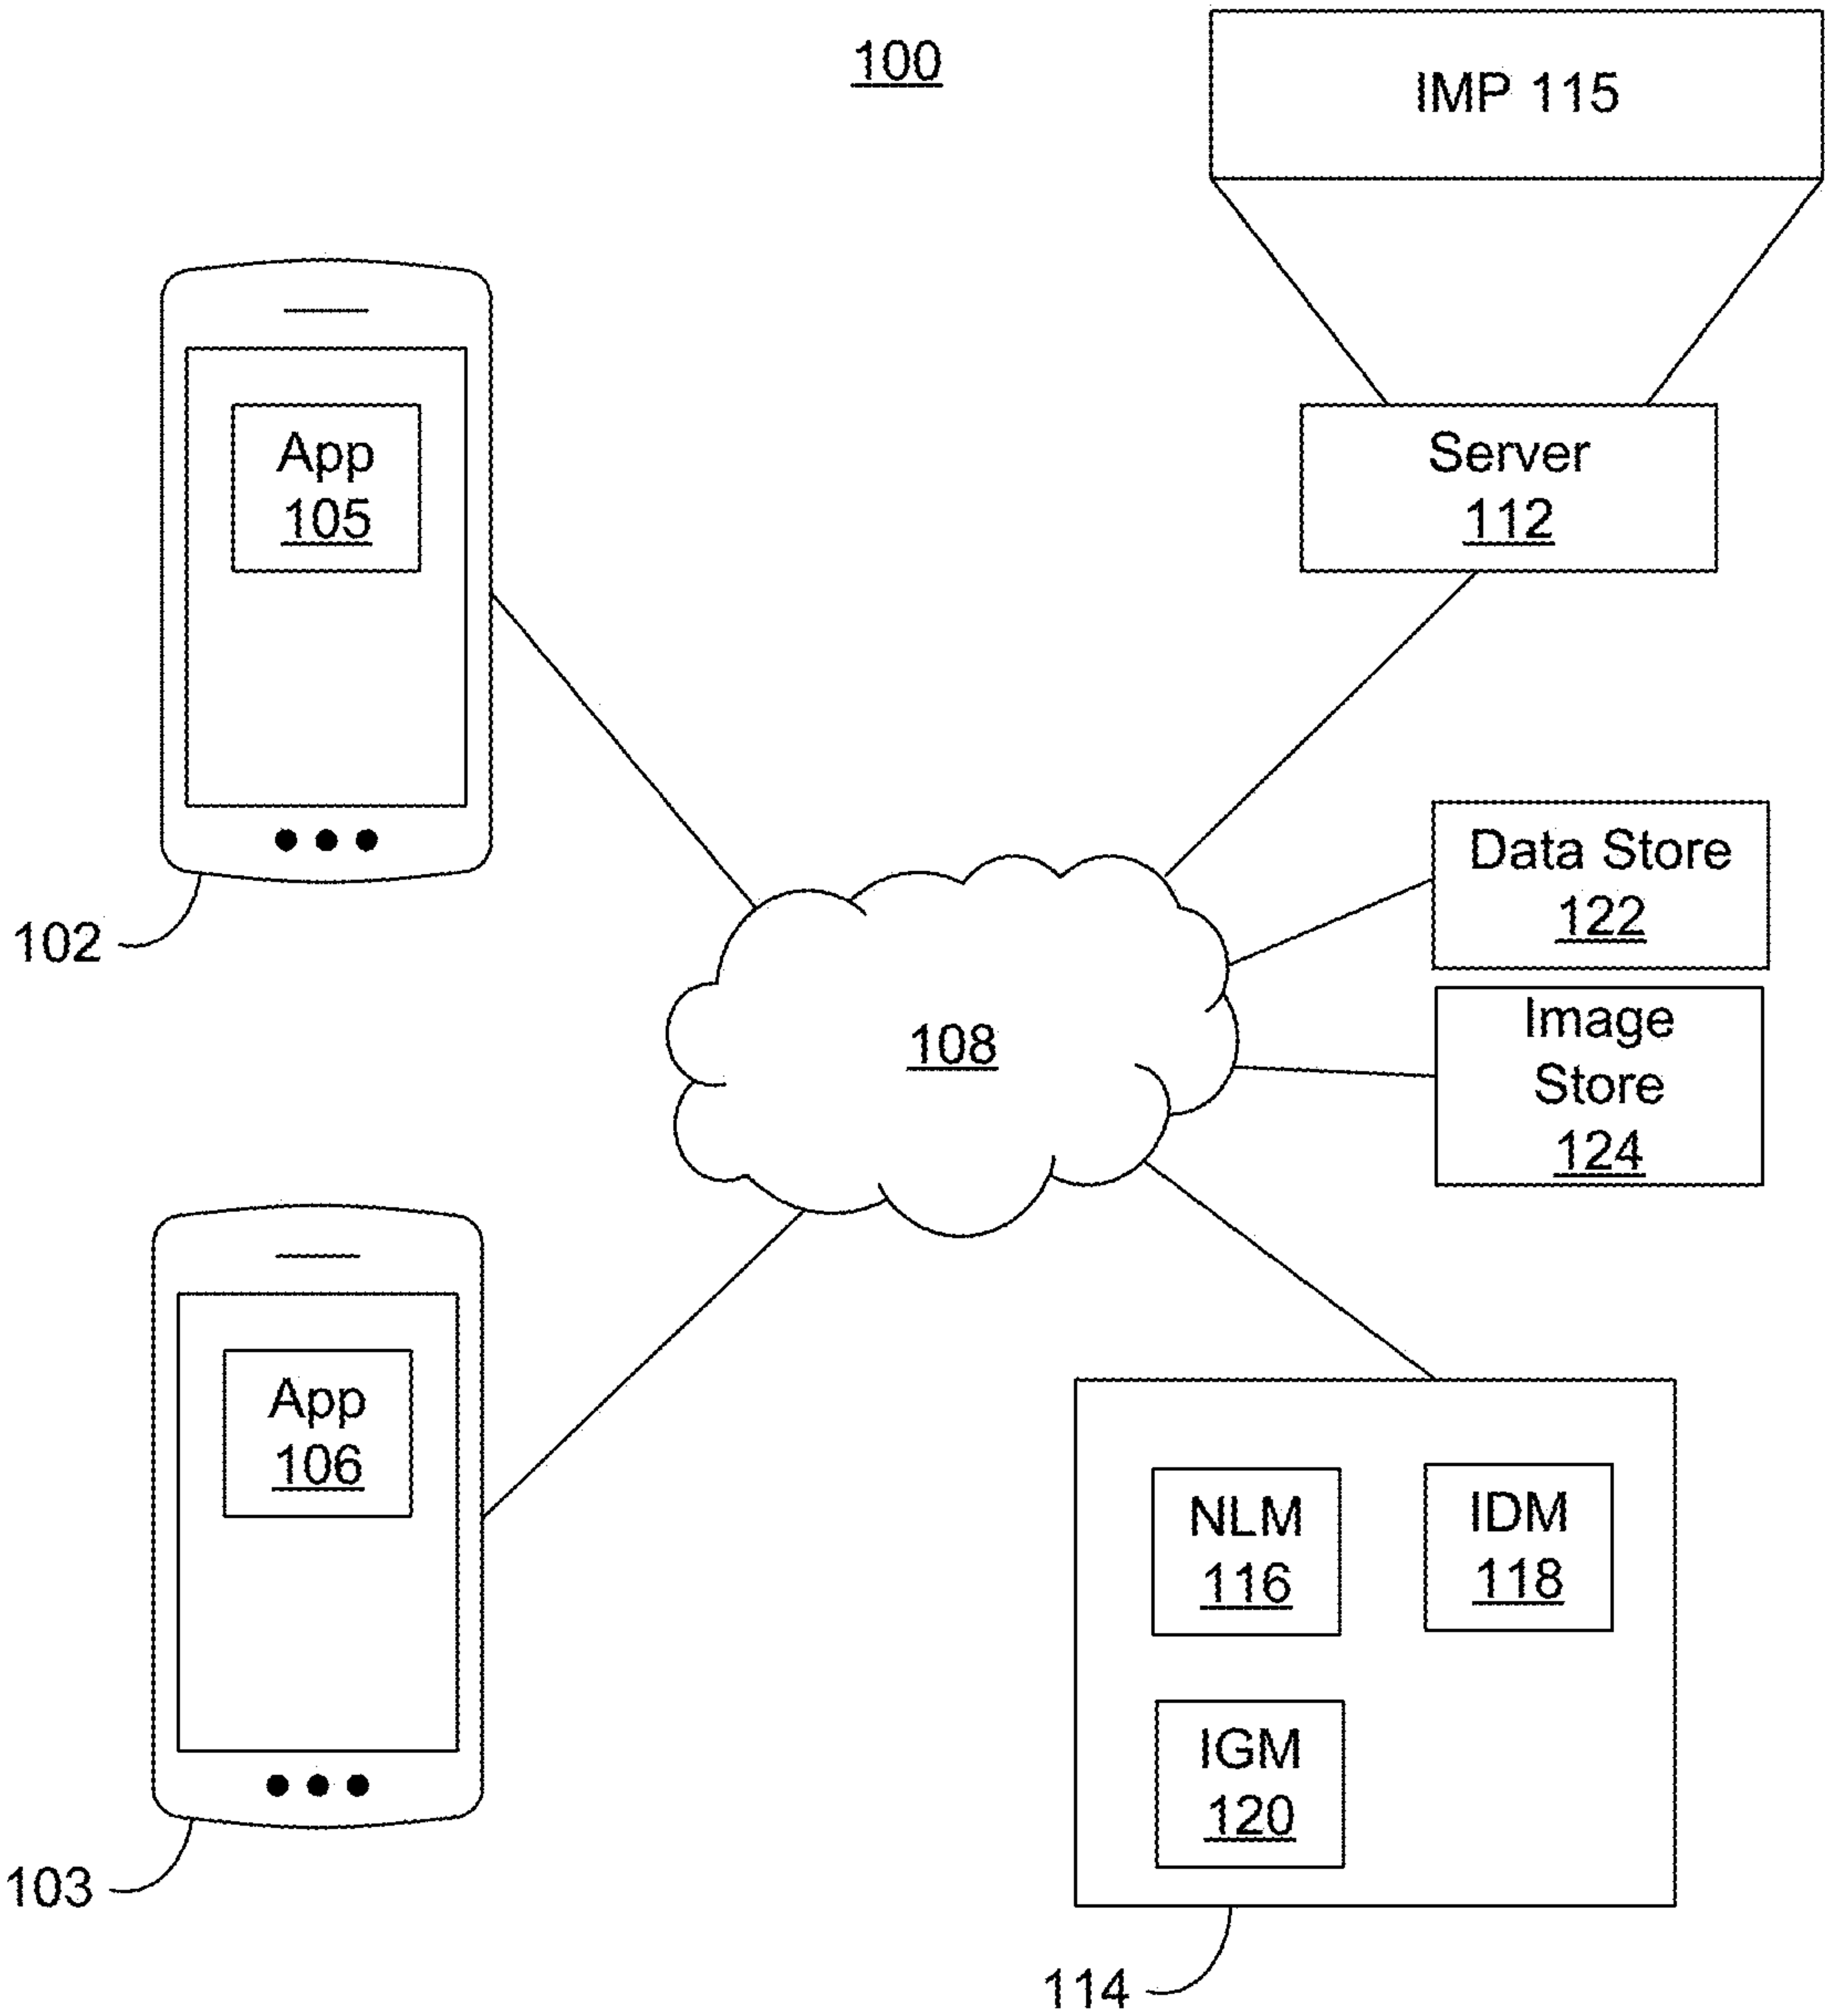 100
IMP 115
App
105
Server
112
102
Data Store
122
108
Image
Store
124
App
106
NLM
116
IDM
118
IGM
120
103
114